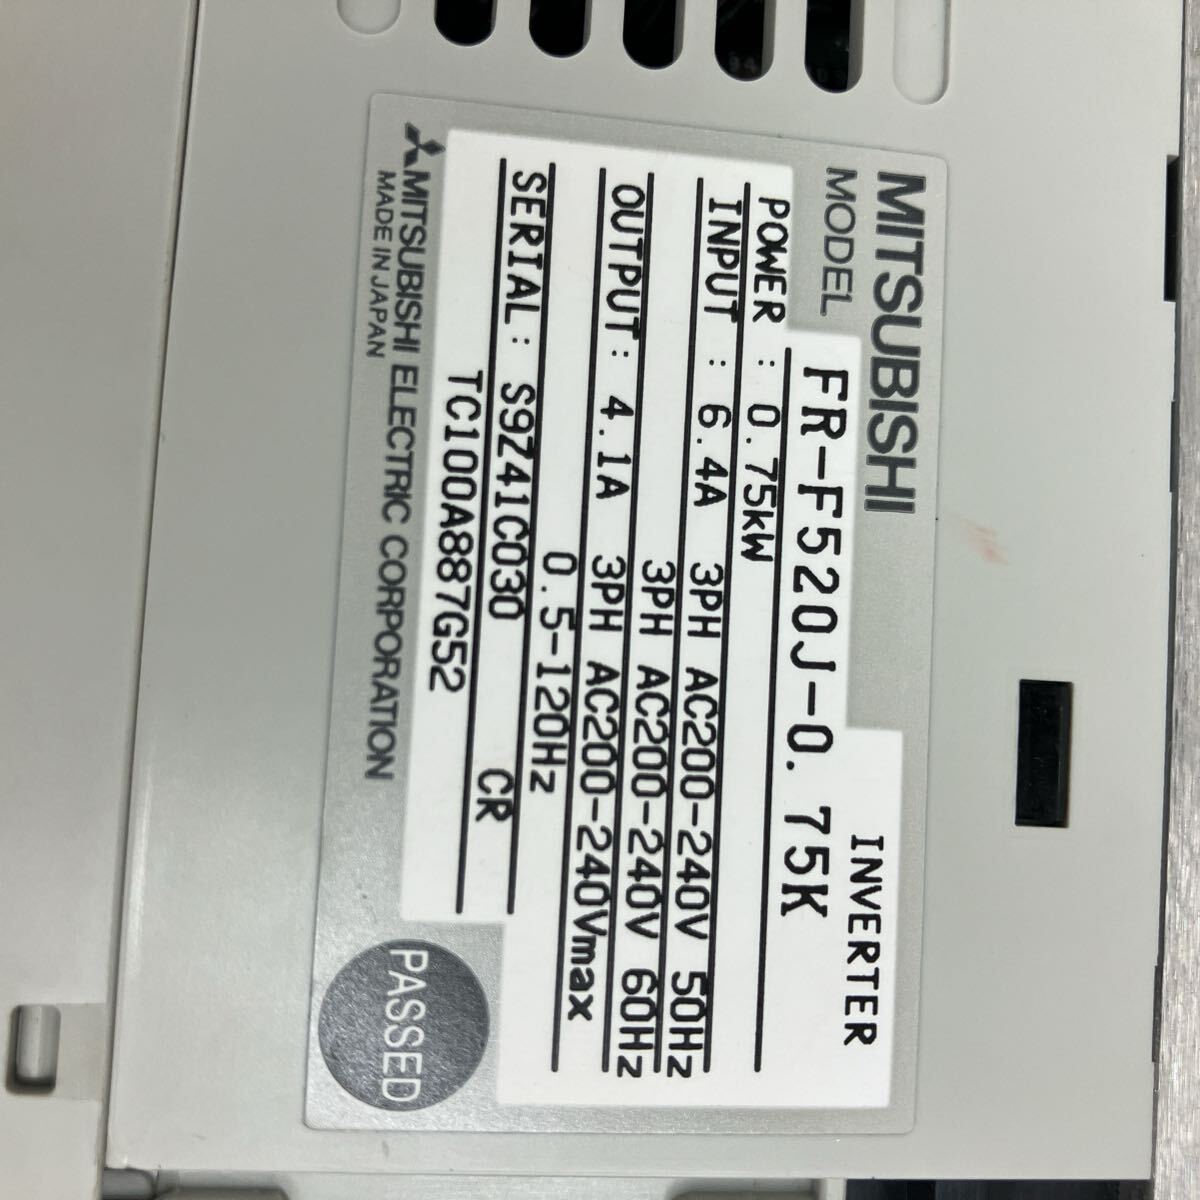 MITSUBISHI INVERTER
MODEL FR-F520J-0.75K
POWER : 0.75kW
INPUT : 6.4A 3PH AC200-240V 50Hz
3PH AC200-240V 60Hz
OUTPUT: 4.1A 3PH AC200-240Vmax
0.5-120Hz
SERIAL: S9Z41C030 CR
TC100A887G52
MITSUBISHI ELECTRIC CORPORATION
MADE IN JAPAN
PASSED